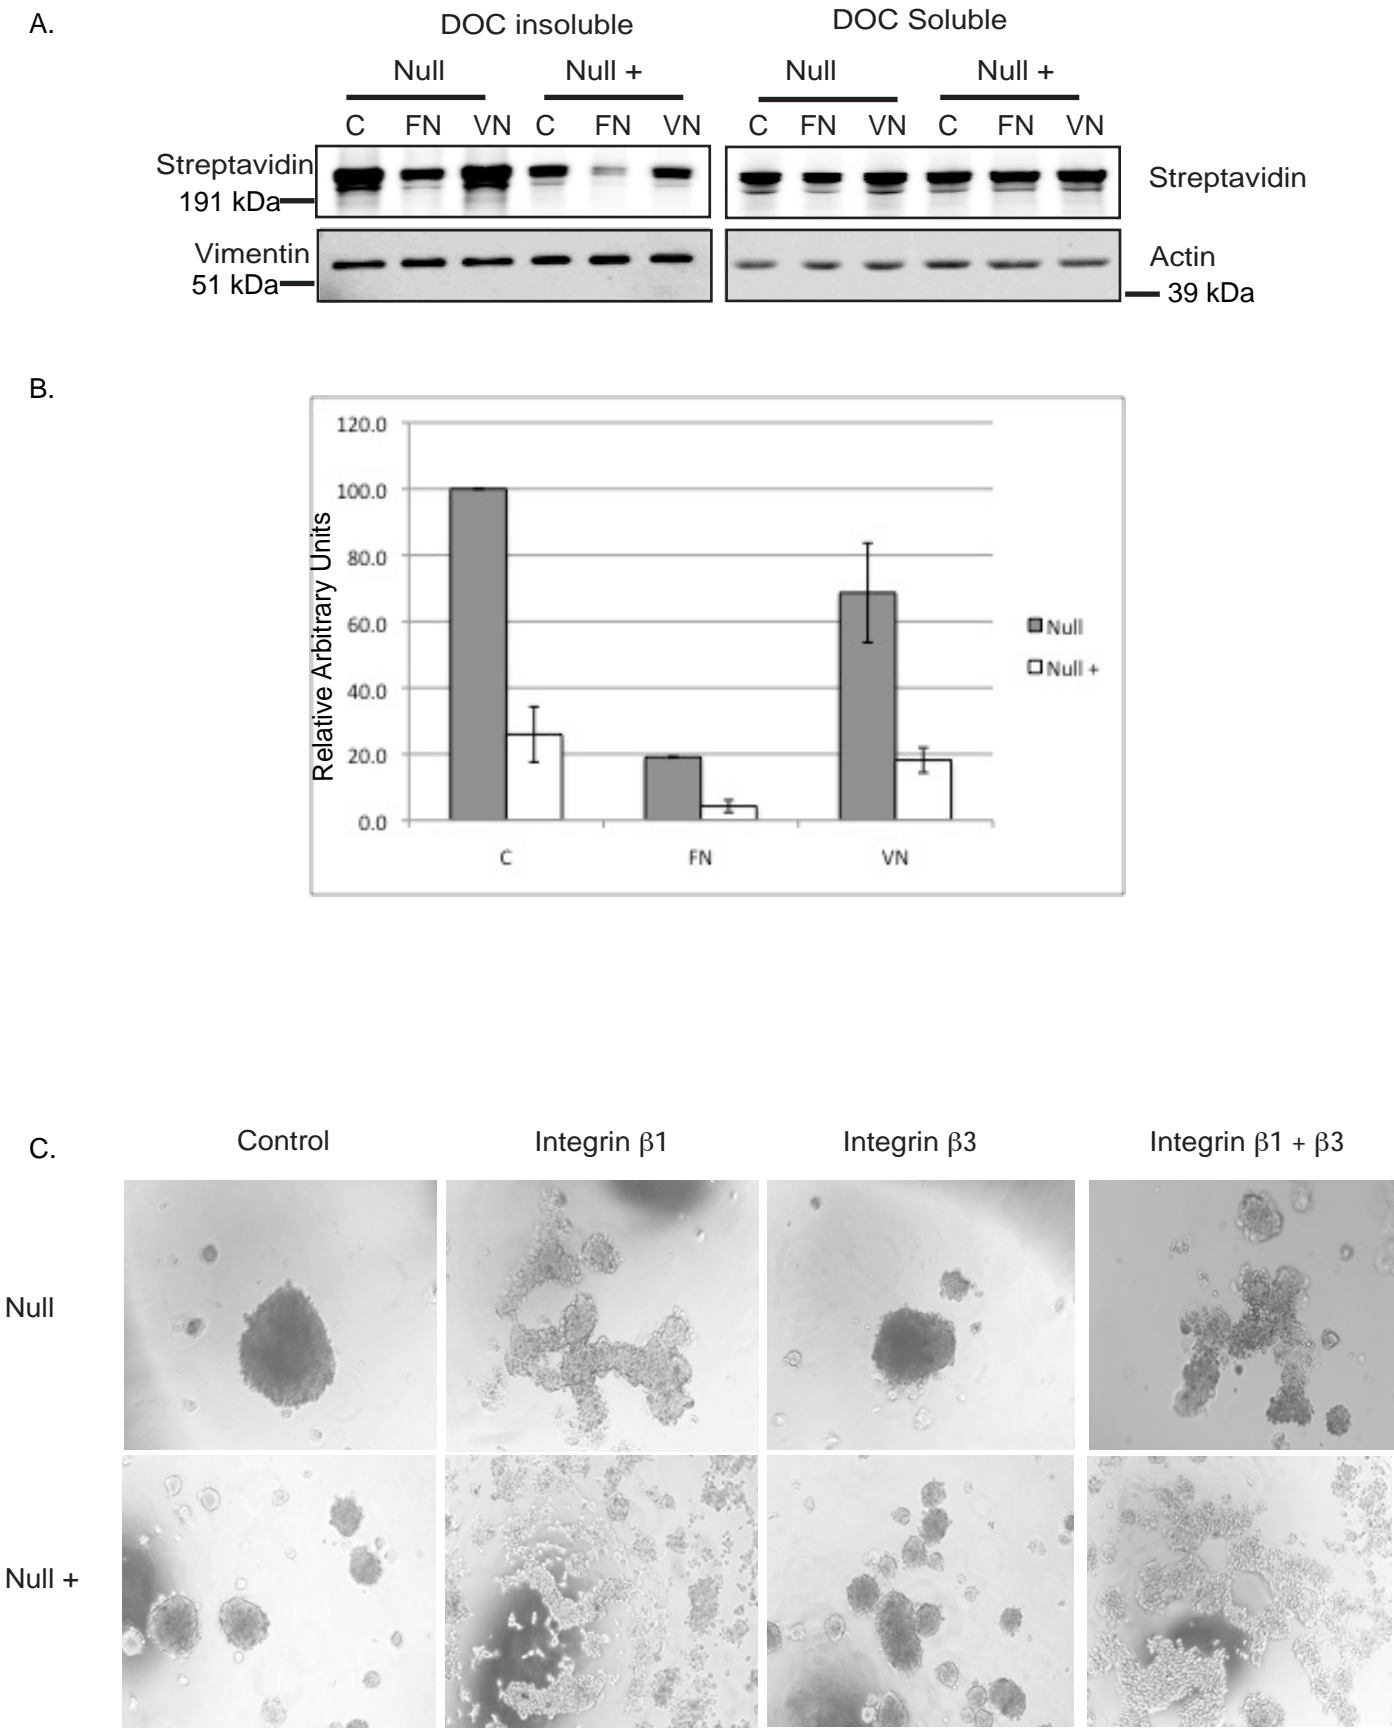 A.
DOC insoluble
DOC Soluble
Null
Null +
Null
Null +
C FN VN C FN VN
C FN VN C FN VN
Streptavidin
191 kDa
Streptavidin
Vimentin
51 kDa
Actin
39 kDa
B.
Relative Arbitrary Units
120.0
100.0
80.0
60.0
40.0
20.0
0.0
C
FN
VN
Null
Null +
C.
Control
Integrin β1
Integrin β3
Integrin β1 + β3
Null
Null +